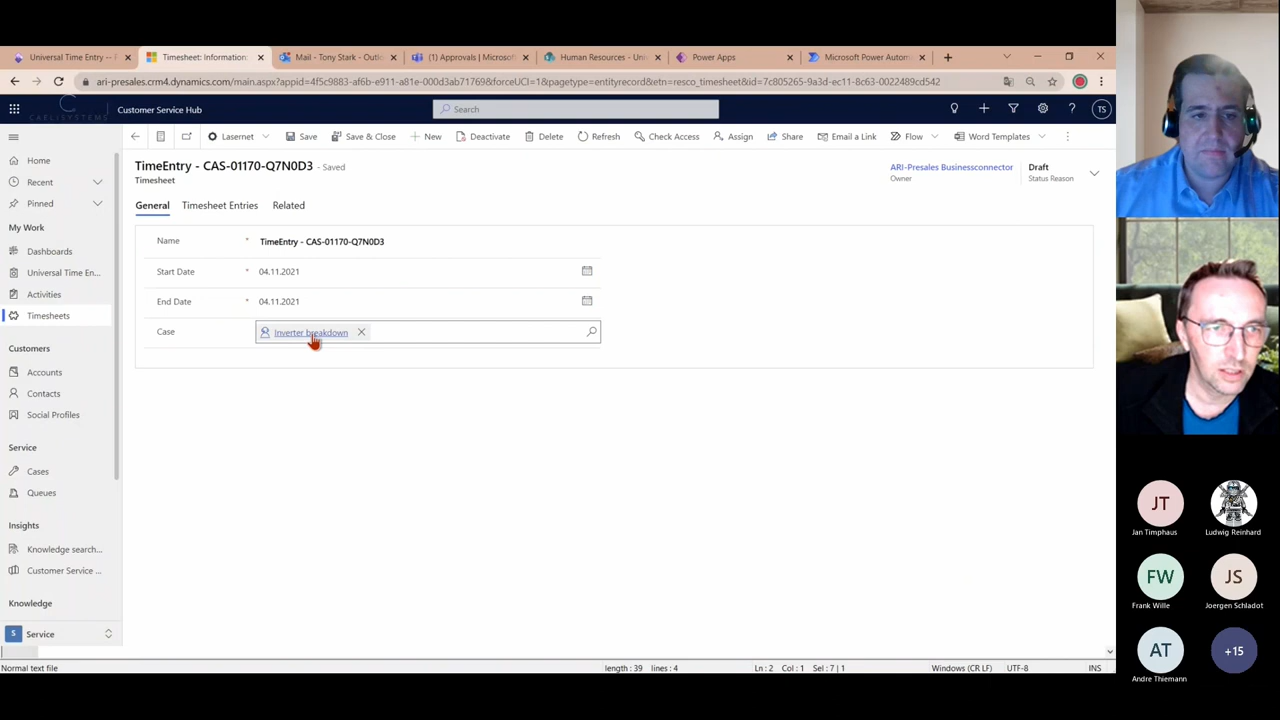 Universal Time Entry -- P
Timesheet: Information:
Mail - Tony Stark - Outlo
(1) Approvals | Microsof
Human Resources - Univ
Power Apps
Microsoft Power Autom
ari-presales.crm4.dynamics.com/main.aspx?appid=4f5c9883-af6b-e911-a81e-000d3ab71769&forceUCI=1&pagetype=entityrecord&etn=resco_timesheet&id=7c805265-9a3d-ec11-8c63-0022489cd542
CARLISYSTEMS
Customer Service Hub
Search
TS
Lasernet
Save
Save & Close
New
Deactivate
Delete
Refresh
Check Access
Assign
Share
Email a Link
Flow
Word Templates
Home
Recent
Pinned
My Work
Dashboards
Universal Time En...
Activities
Timesheets
Customers
Accounts
Contacts
Social Profiles
Service
Cases
Queues
Insights
Knowledge search...
Customer Service ...
Knowledge
S Service
TimeEntry - CAS-01170-Q7N0D3 - Saved
Timesheet
ARI-Presales Businessconnector
Owner
Draft
Status Reason
General
Timesheet Entries
Related
Name * TimeEntry - CAS-01170-Q7N0D3
Start Date * 04.11.2021
End Date * 04.11.2021
Case Inverter breakdown
Normal text file
length : 39 lines : 4
Ln : 2 Col : 1 Sel : 7 | 1
Windows (CR LF)
UTF-8
INS
JT
Jan Timphaus
Ludwig Reinhard
FW
Frank Wille
JS
Joergen Schladot
AT
Andre Thiemann
+15